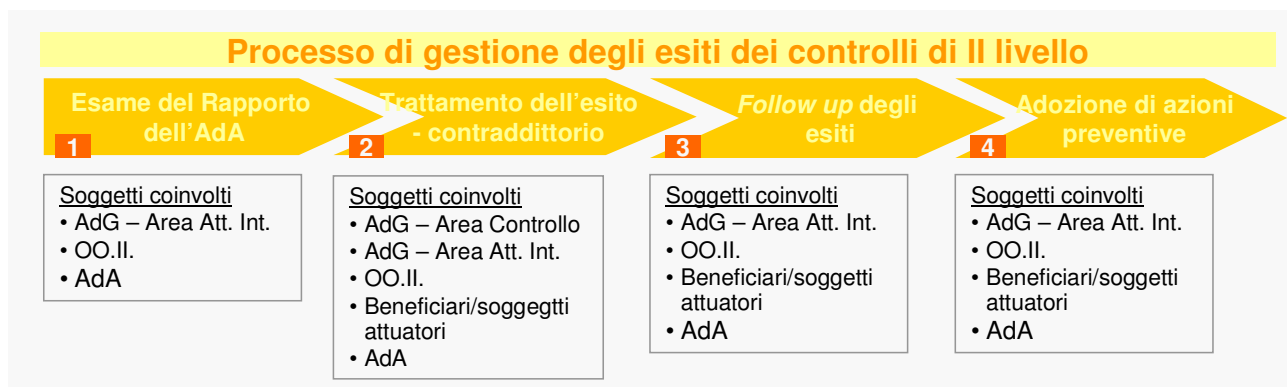 Processo di gestione degli esiti dei controlli di II livello
Esame del Rapporto
dell'AdA
1
Trattamento dell'esito
- contraddittorio
2
Follow up degli
esiti
3
Adozione di azioni
preventive
4
Soggetti coinvolti
• AdG – Area Att. Int.
• OO.II.
• AdA
Soggetti coinvolti
• AdG – Area Controllo
• AdG – Area Att. Int.
• OO.II.
• Beneficiari/soggegtti
attuatori
• AdA
Soggetti coinvolti
• AdG – Area Att. Int.
• OO.II.
• Beneficiari/soggetti
attuatori
• AdA
Soggetti coinvolti
• AdG – Area Att. Int.
• OO.II.
• Beneficiari/soggetti
attuatori
• AdA